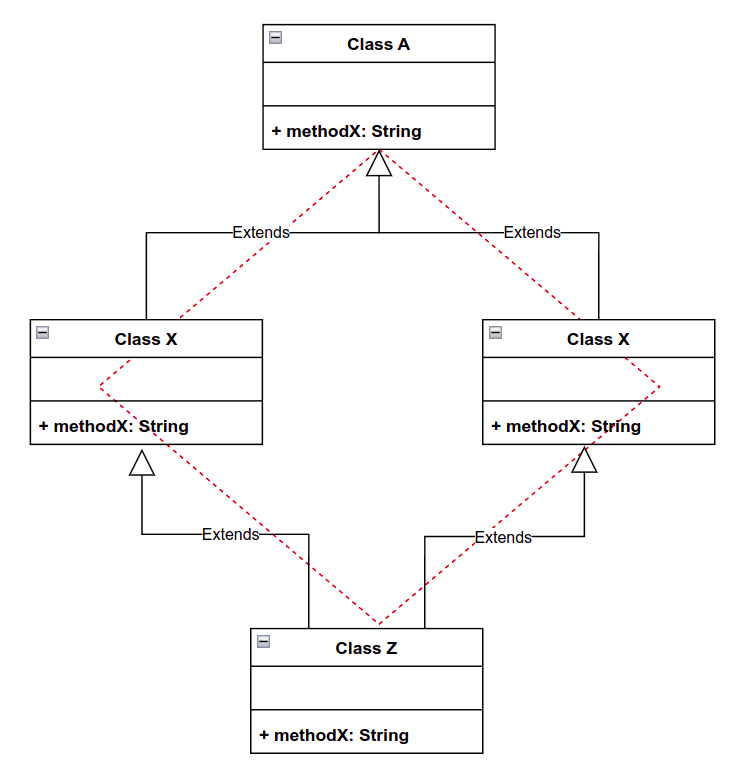 Class A
+ methodX: String
Extends
Extends
Class X
Class X
+ methodX: String
+ methodX: String
Extends
Extends
Class Z
+ methodX: String